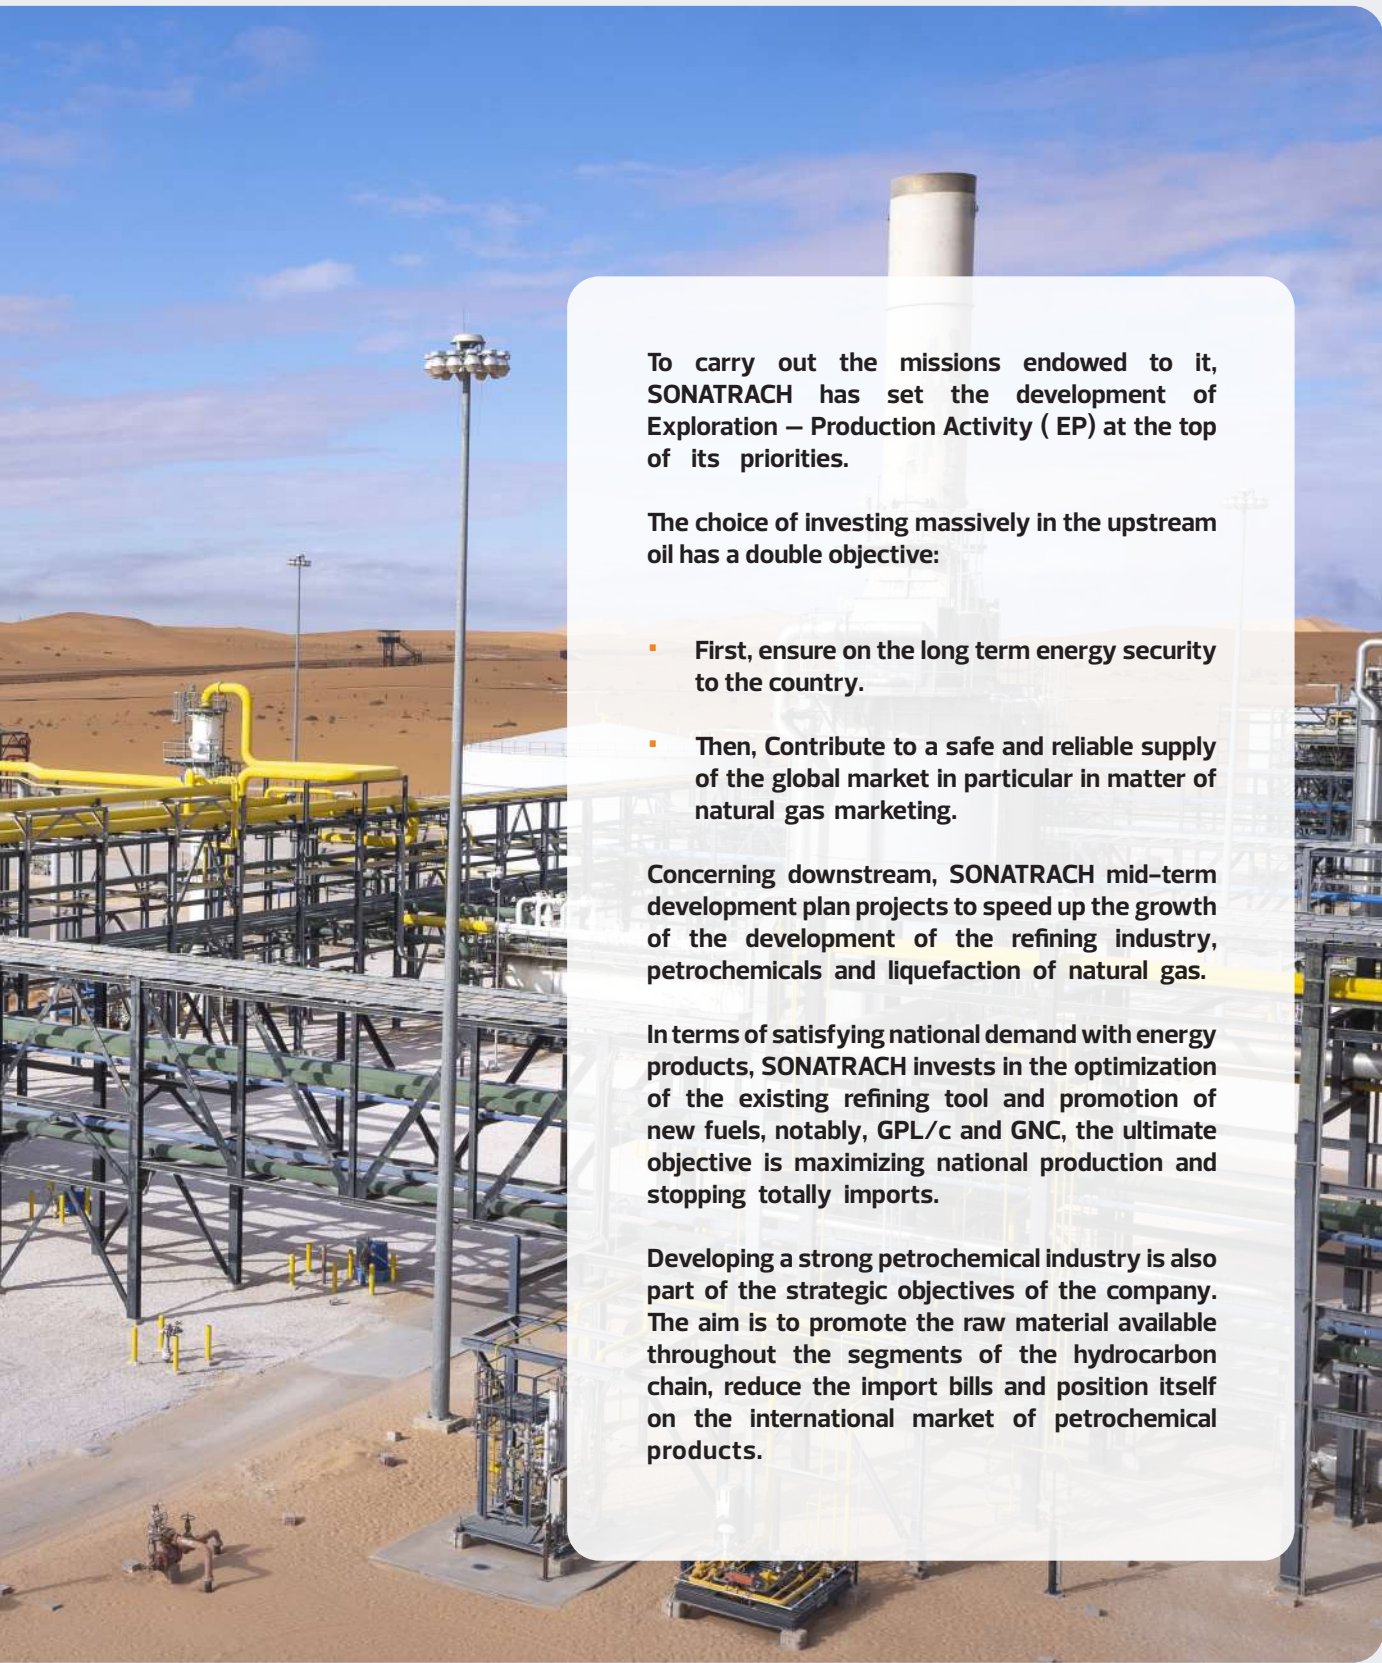 To carry out the missions endowed to it,
SONATRACH has set the development of
Exploration – Production Activity ( EP) at the top
of its priorities.
The choice of investing massively in the upstream
oil has a double objective:
▪ First, ensure on the long term energy security
to the country.
▪ Then, Contribute to a safe and reliable supply
of the global market in particular in matter of
natural gas marketing.
Concerning downstream, SONATRACH mid-term
development plan projects to speed up the growth
of the development of the refining industry,
petrochemicals and liquefaction of natural gas.
In terms of satisfying national demand with energy
products, SONATRACH invests in the optimization
of the existing refining tool and promotion of
new fuels, notably, GPL/c and GNC, the ultimate
objective is maximizing national production and
stopping totally imports.
Developing a strong petrochemical industry is also
part of the strategic objectives of the company.
The aim is to promote the raw material available
throughout the segments of the hydrocarbon
chain, reduce the import bills and position itself
on the international market of petrochemical
products.